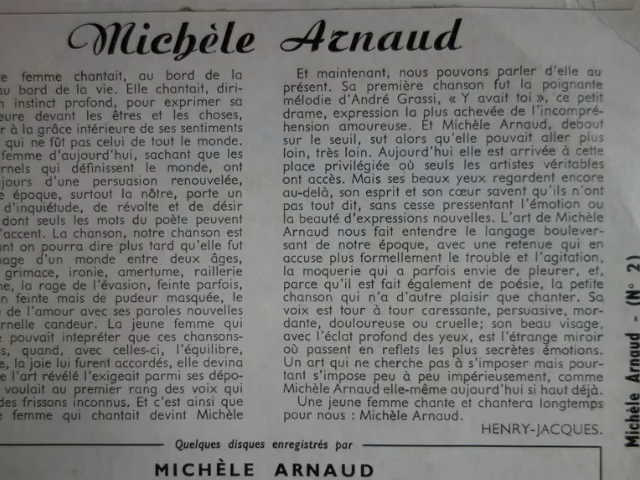 Michèle Arnaud
e femme chantait, au bord de la
au bord de la vie. Elle chantait, diri-
n instinct profond, pour exprimer sa
eure devant les êtres et les choses,
r à la grâce intérieure de ses sentiments
qui ne fût pas celui de tout le monde.
femme d'aujourd'hui, sachant que les
rnels qui définissent le monde, ont
jours d'une persuasion renouvelée,
e époque, surtout la nôtre, porte un
d'inquiétude, de révolte et de désir
dont seuls les mots du poète peuvent
l'accent. La chanson, notre chanson est
ont on pourra dire plus tard qu'elle fut
nage d'un monde entre deux âges,
grimace, ironie, amertume, raillerie
ne, la rage de l'évasion, feinte parfois,
n feinte mais de pudeur masquée, le
e de l'amour avec ses paroles nouvelles
rnelle candeur. La jeune femme qui
e pouvait intepréter que ces chansons-
s, quand, avec celles-ci, l'équilibre,
e, la joie lui furent accordés, elle devina
e l'art révélé l'exigeait parmi ses dépo-
voulait au premier rang des voix qui
des frissons inconnus. Et c'est ainsi que
e femme qui chantait devint Michèle
Et maintenant, nous pouvons parler d'elle au
présent. Sa première chanson fut la poignante
mélodie d'André Grassi, « Y avait toi », ce petit
drame, expression la plus achevée de l'incompré-
hension amoureuse. Et Michèle Arnaud, debout
sur le seuil, sut alors qu'elle pouvait aller plus
loin, très loin. Aujourd'hui elle est arrivée à cette
place privilégiée où seuls les artistes véritables
ont accès. Mais ses beaux yeux regardent encore
au-delà, son esprit et son cœur savent qu'ils n'ont
pas tout dit, sans cesse pressentant l'émotion ou
la beauté d'expressions nouvelles. L'art de Michèle
Arnaud nous fait entendre le langage boulever-
sant de notre époque, avec une retenue qui en
accuse plus formellement le trouble et l'agitation,
la moquerie qui a parfois envie de pleurer, et,
parce qu'il est fait également de poésie, la petite
chanson qui n'a d'autre plaisir que chanter. Sa
voix est tour à tour caressante, persuasive, mor-
dante, douloureuse ou cruelle; son beau visage,
avec l'éclat profond des yeux, est l'étrange miroir
où passent en reflets les plus secrètes émotions.
Un art qui ne cherche pas à s'imposer mais pour-
tant s'impose peu à peu impérieusement, comme
Michèle Arnaud elle-même aujourd'hui si haut déjà.
Une jeune femme chante et chantera longtemps
pour nous : Michèle Arnaud.
HENRY-JACQUES.
Quelques disques enregistrés par
MICHÈLE ARNAUD
Michèle Arnaud - (N° 2)